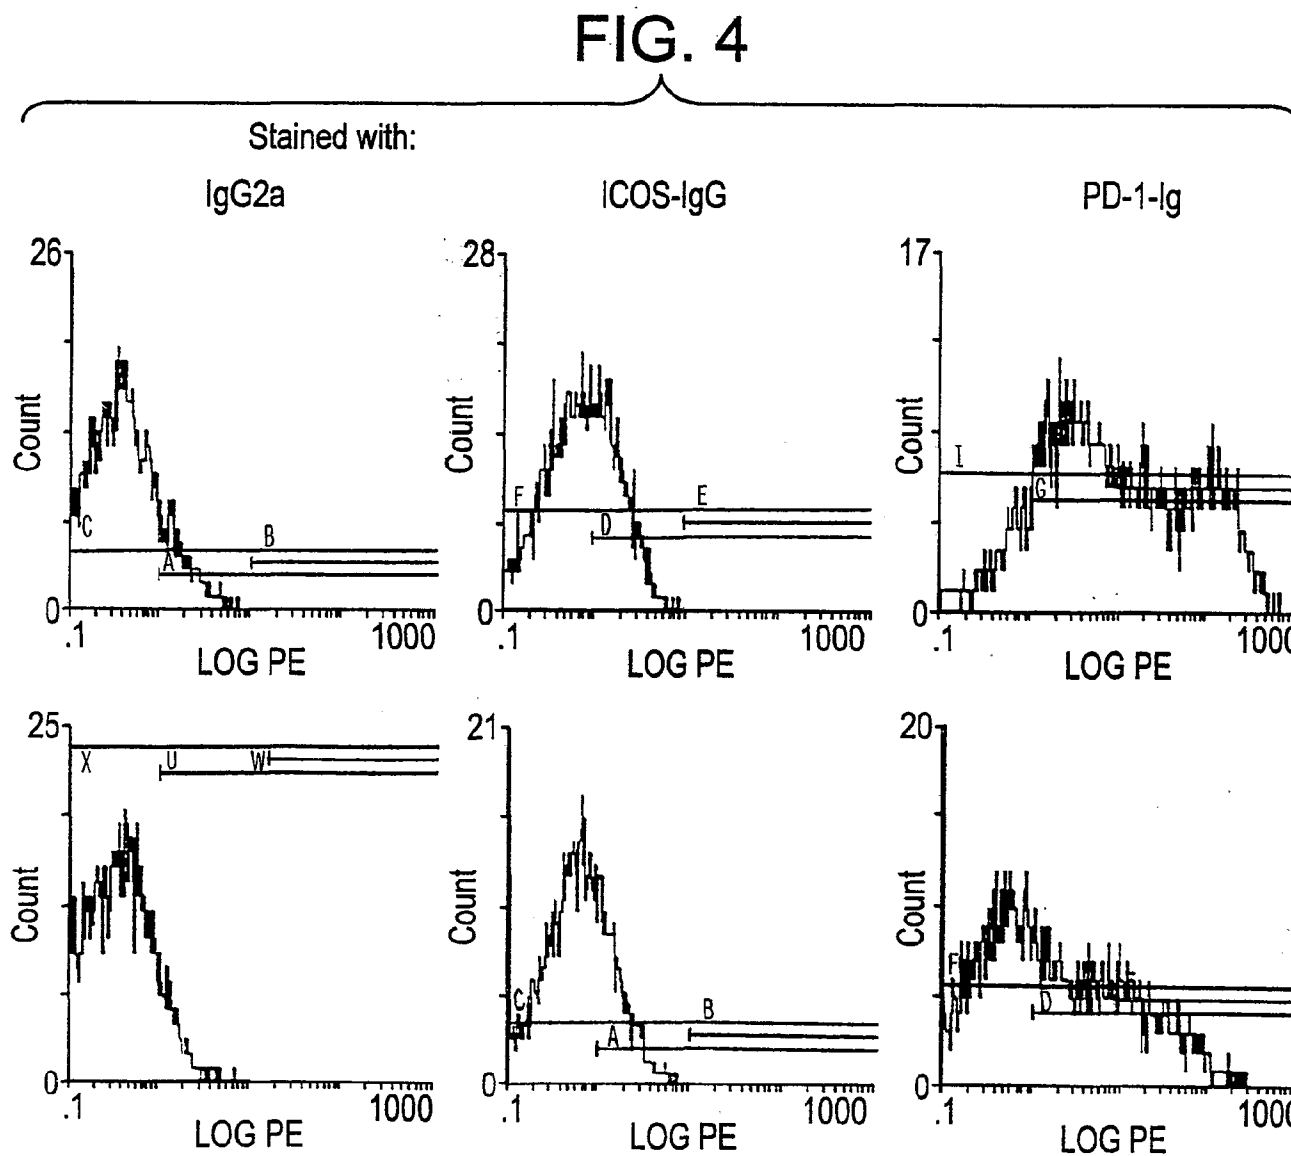 FIG. 4
Stained with:
IgG2a
ICOS-IgG
PD-1-Ig
26
Count
C
A
B
0
.1
1000
LOG PE
28
Count
F
D
E
0
.1
1000
LOG PE
17
Count
I
G
0
.1
1000
LOG PE
25
Count
X
U
W
0
.1
1000
LOG PE
21
Count
C
A
B
0
.1
1000
LOG PE
20
Count
F
D
0
.1
1000
LOG PE